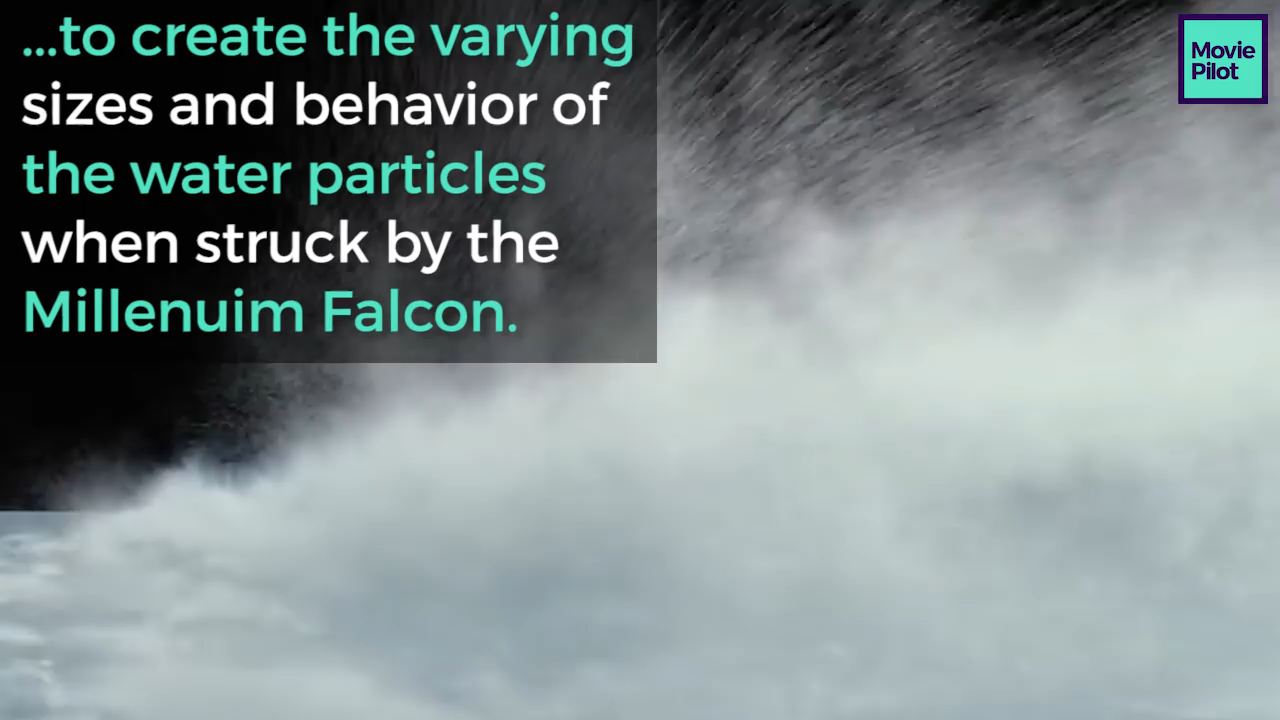 ...to create the varying
sizes and behavior of
the water particles
when struck by the
Millenuim Falcon.
Movie
Pilot